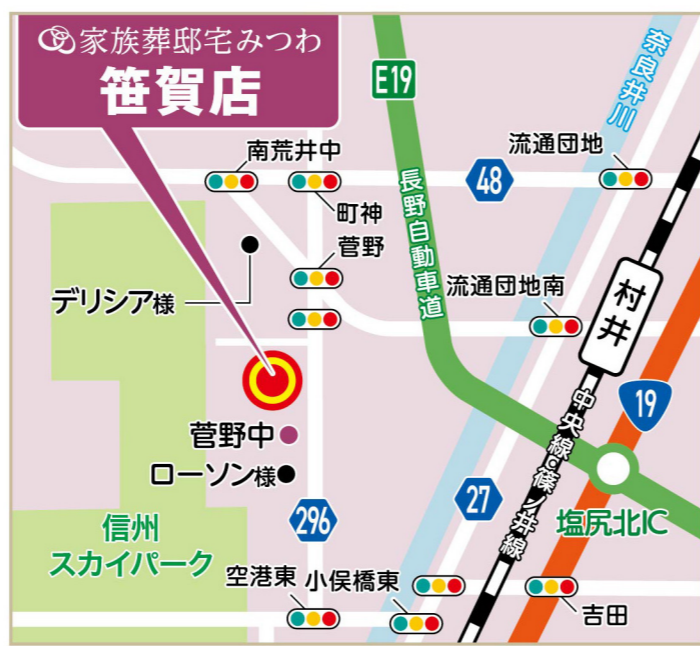 家族葬邸宅みつわ
笹賀店
E19
奈良井川
南荒井中
流通団地
48
町神
長野自動車道
菅野
デリシア様
流通団地南
村井
19
菅野中
中央線・篠ノ井線
ローソン様
27
296
塩尻北IC
信州
スカイパーク
空港東
小俣橋東
吉田